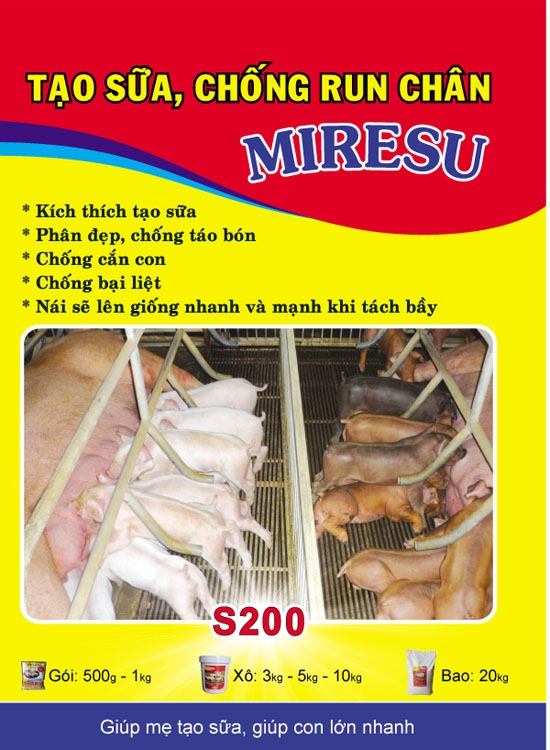 TẠO SỮA, CHỐNG RUN CHÂN
MIRESU
* Kích thích tạo sữa
* Phân đẹp, chống táo bón
* Chống cắn con
* Chống bại liệt
* Nái sẽ lên giống nhanh và mạnh khi tách bầy
S200
Gói: 500g - 1kg Xô: 3kg - 5kg - 10kg Bao: 20kg
Giúp mẹ tạo sữa, giúp con lớn nhanh